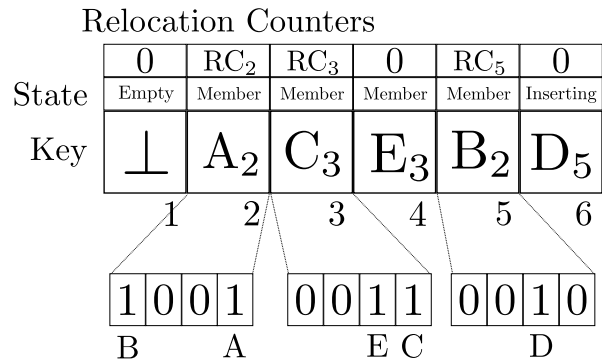 Relocation Counters
0 RC₂ RC₃ 0 RC₅ 0
State Empty Member Member Member Member Inserting
Key ⊥ A₂ C₃ E₃ B₂ D₅
1 2 3 4 5 6
1 0 0 1 0 0 1 1 0 0 1 0
B A E C D